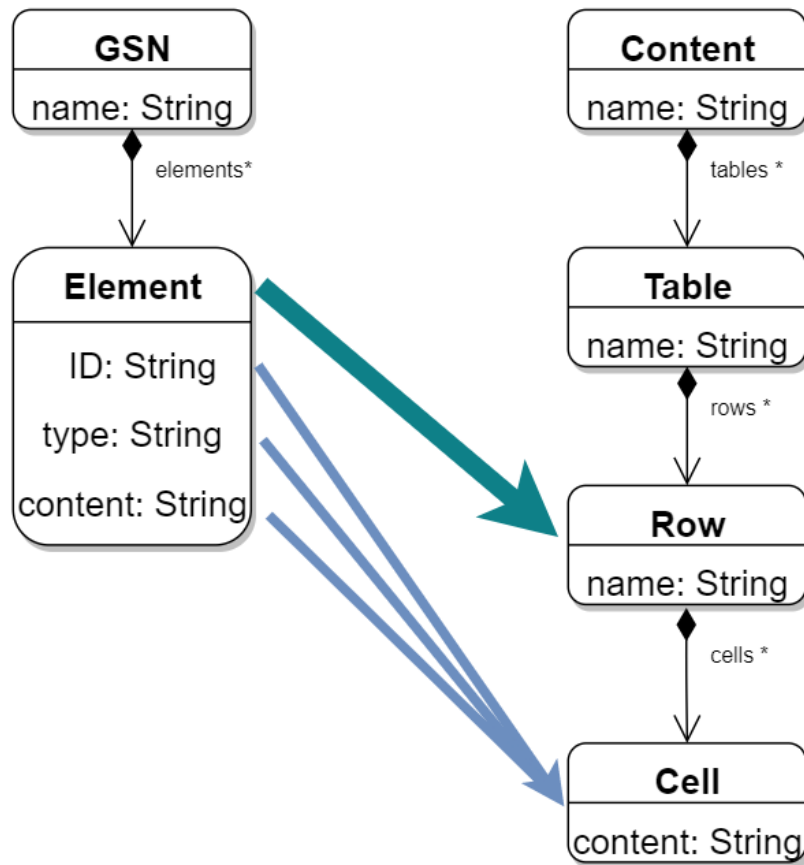 GSN
name: String
elements*
Element
ID: String
type: String
content: String
Content
name: String
tables *
Table
name: String
rows *
Row
name: String
cells *
Cell
content: String